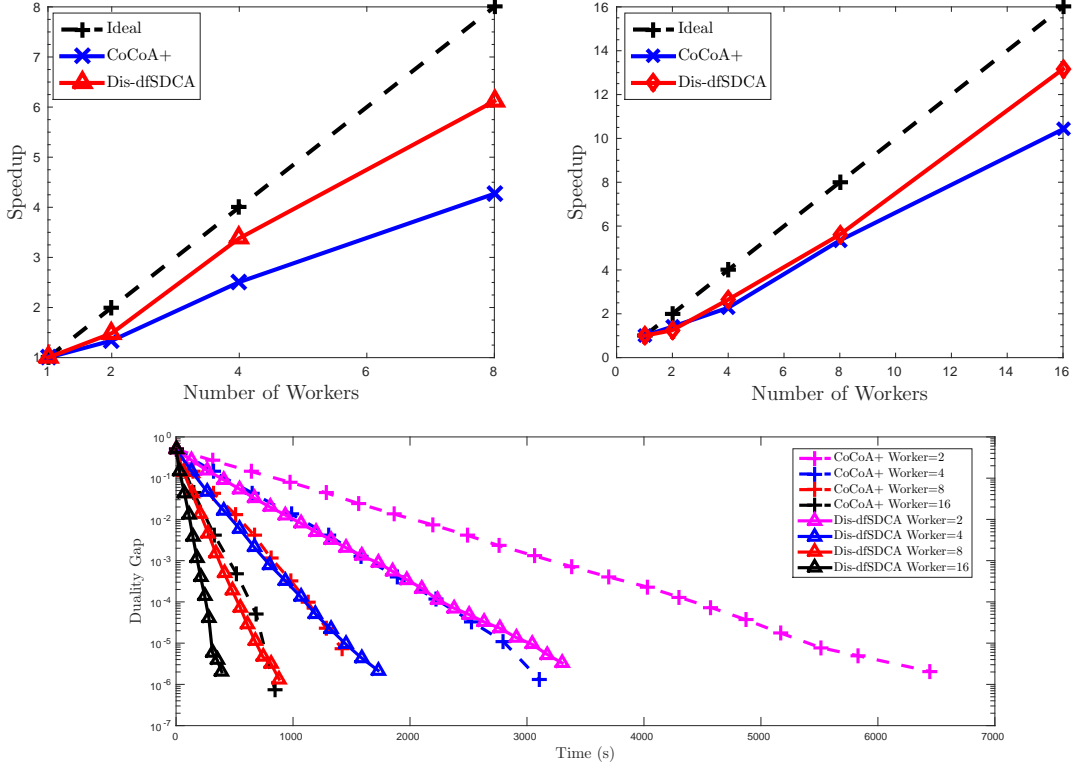 8
7
6
5
4
3
2
1
1
2
4
6
8
Speedup
Number of Workers
Ideal
CoCoA+
Dis-dfSDCA
16
14
12
10
8
6
4
2
0
0
2
4
6
8
10
12
14
16
Speedup
Number of Workers
Ideal
CoCoA+
Dis-dfSDCA
10^0
10^-1
10^-2
10^-3
10^-4
10^-5
10^-6
10^-7
0
1000
2000
3000
4000
5000
6000
7000
Duality Gap
Time (s)
CoCoA+ Worker=2
CoCoA+ Worker=4
CoCoA+ Worker=8
CoCoA+ Worker=16
Dis-dfSDCA Worker=2
Dis-dfSDCA Worker=4
Dis-dfSDCA Worker=8
Dis-dfSDCA Worker=16